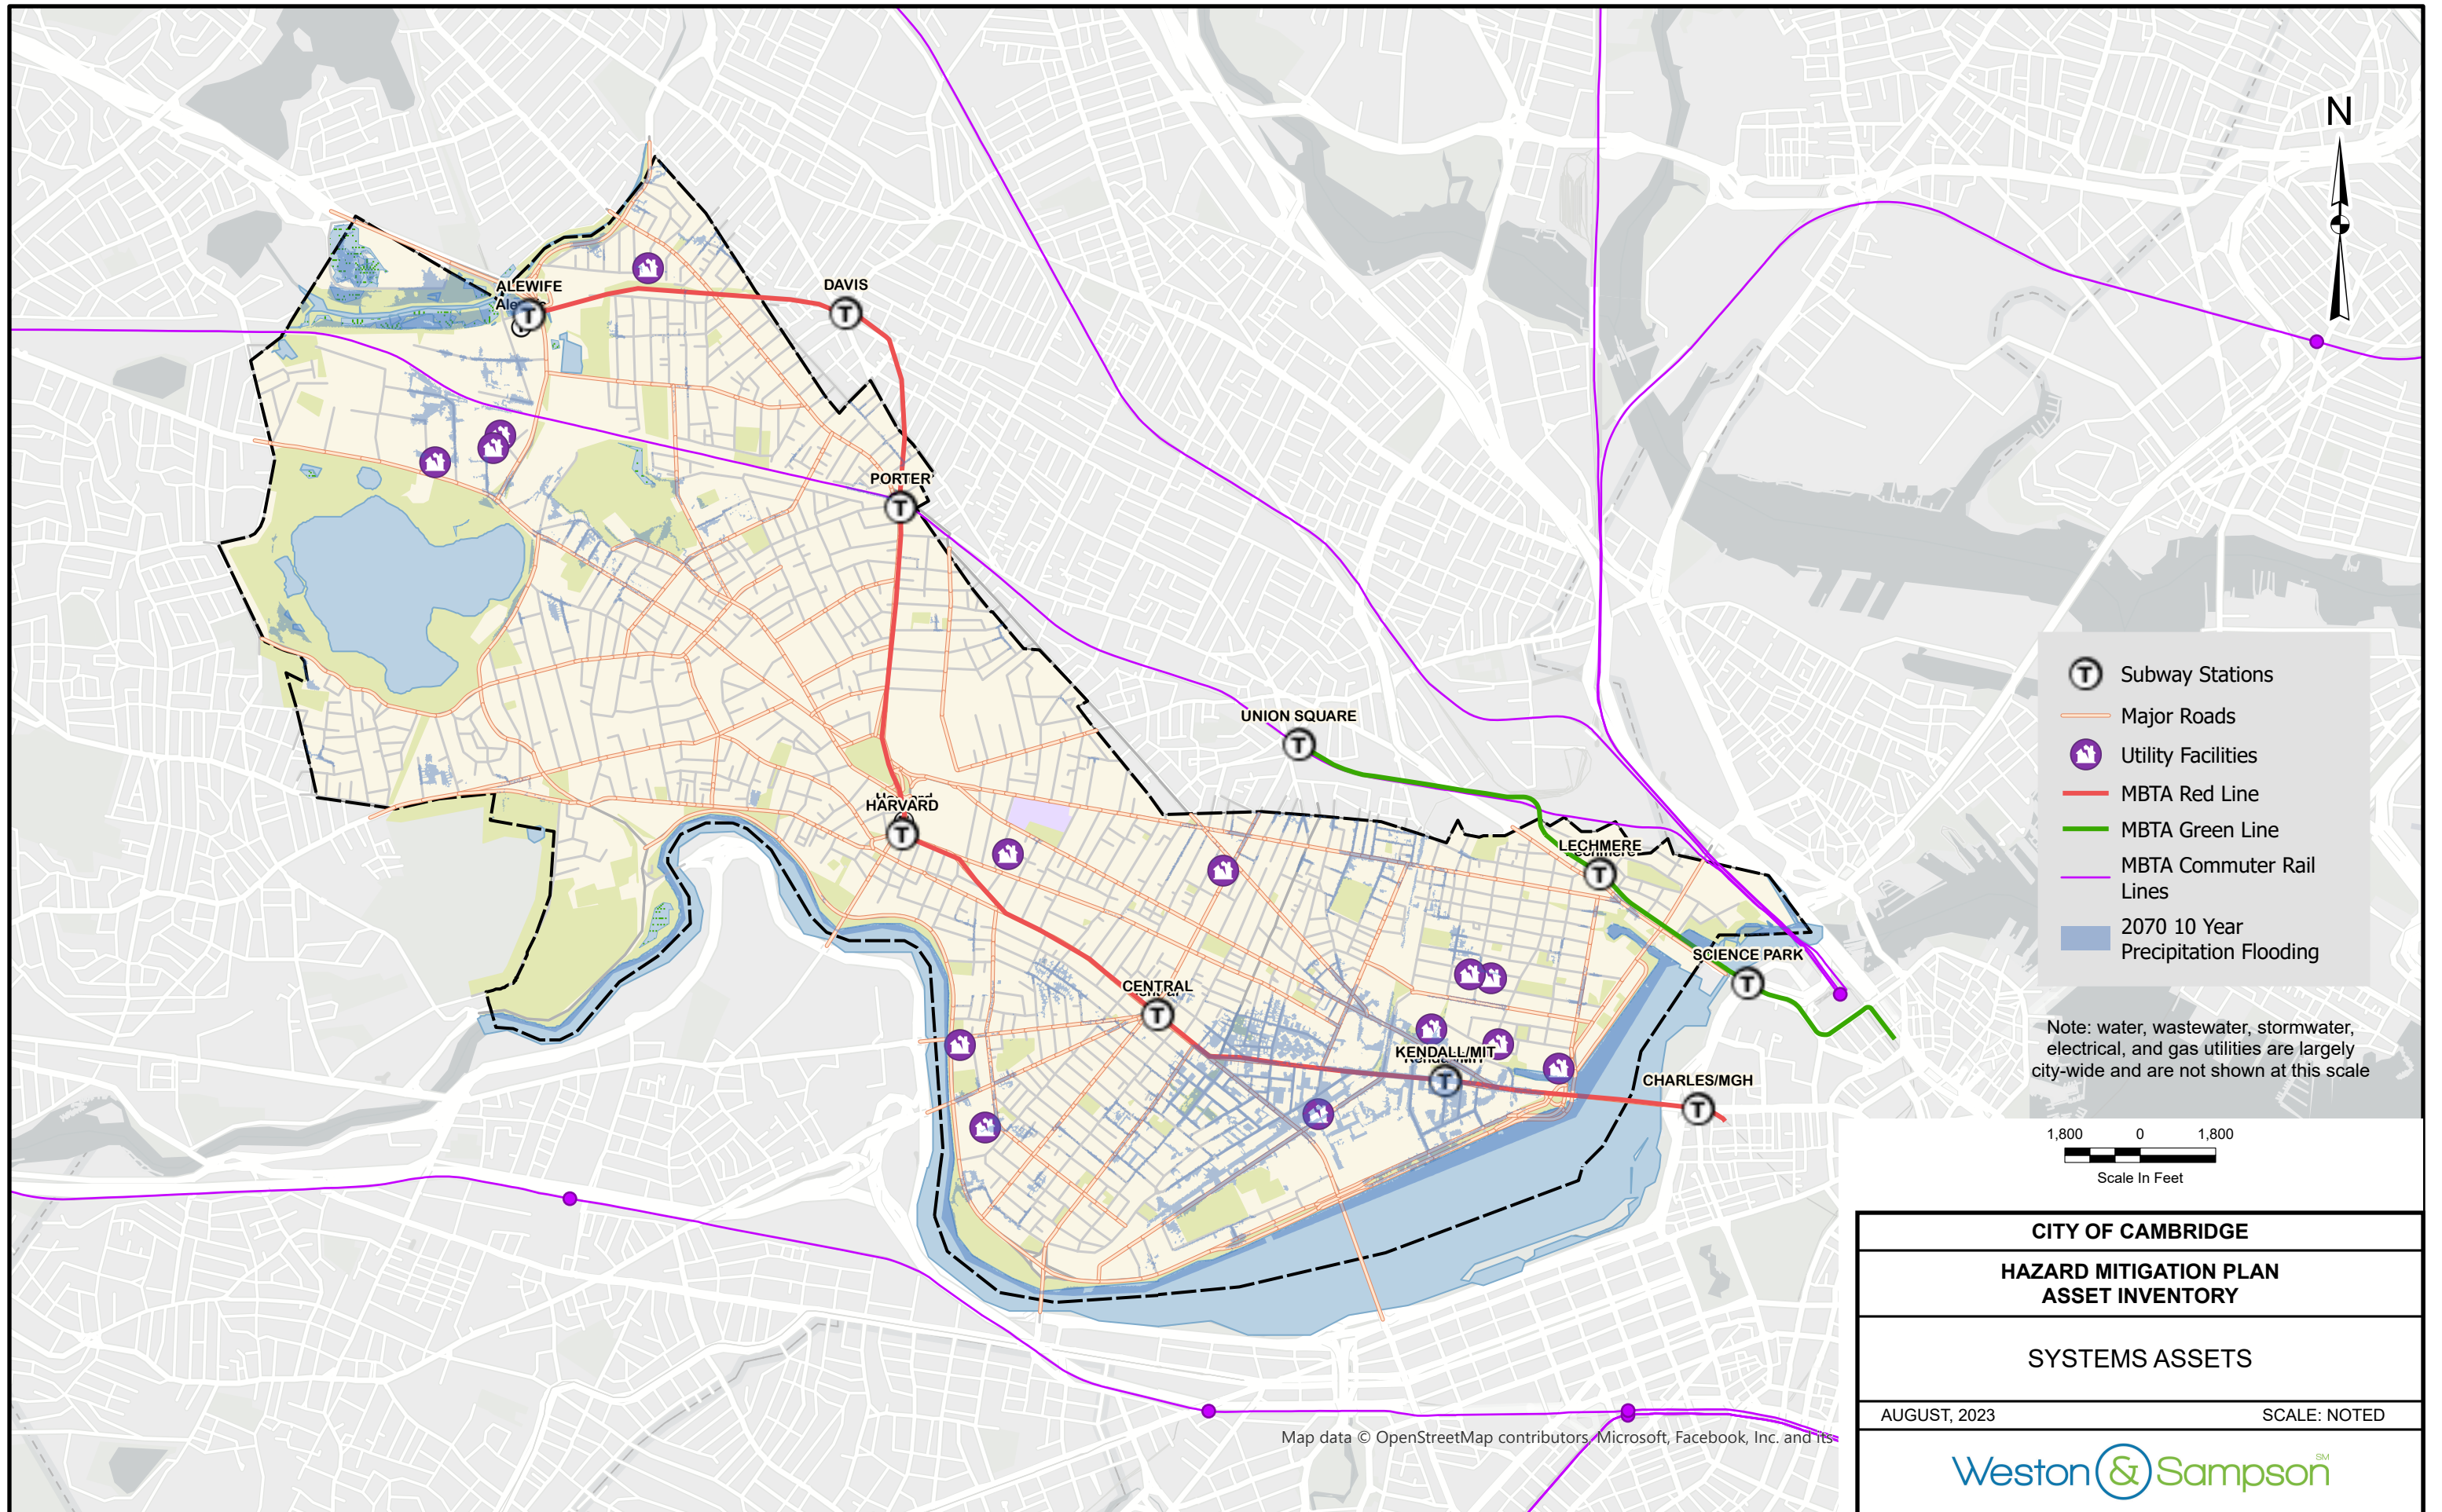 N
ALEWIFE
DAVIS
PORTER
UNION SQUARE
HARVARD
LECHMERE
SCIENCE PARK
CENTRAL
KENDALL/MIT
CHARLES/MGH
T
T
T
T
T
T
T
T
T
T
T
Subway Stations
Major Roads
Utility Facilities
MBTA Red Line
MBTA Green Line
MBTA Commuter Rail
Lines
2070 10 Year
Precipitation Flooding
Note: water, wastewater, stormwater,
electrical, and gas utilities are largely
city-wide and are not shown at this scale
1,800 0 1,800
Scale In Feet
CITY OF CAMBRIDGE
HAZARD MITIGATION PLAN
ASSET INVENTORY
SYSTEMS ASSETS
AUGUST, 2023 SCALE: NOTED
Weston & Sampson SM
Map data © OpenStreetMap contributors, Microsoft, Facebook, Inc. and its